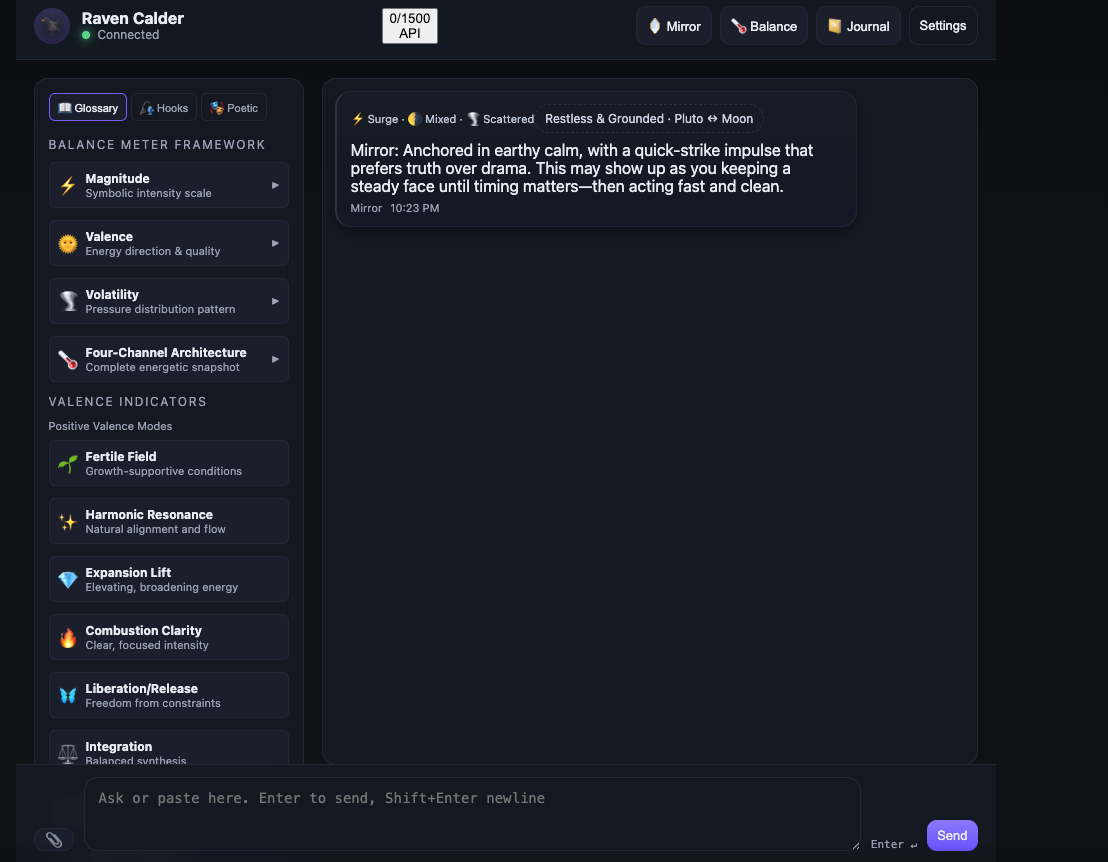 Raven Calder
Connected
0/1500
API
Mirror
Balance
Journal
Settings
Glossary
Hooks
Poetic
BALANCE METER FRAMEWORK
Magnitude
Symbolic intensity scale
Valence
Energy direction & quality
Volatility
Pressure distribution pattern
Four-Channel Architecture
Complete energetic snapshot
VALENCE INDICATORS
Positive Valence Modes
Fertile Field
Growth-supportive conditions
Harmonic Resonance
Natural alignment and flow
Expansion Lift
Elevating, broadening energy
Combustion Clarity
Clear, focused intensity
Liberation/Release
Freedom from constraints
Integration
Balanced synthesis
⚡ Surge · 🌗 Mixed · 🌪️ Scattered Restless & Grounded · Pluto ↔ Moon
Mirror: Anchored in earthy calm, with a quick-strike impulse that
prefers truth over drama. This may show up as you keeping a
steady face until timing matters—then acting fast and clean.
Mirror 10:23 PM
Ask or paste here. Enter to send, Shift+Enter newline
Enter ↵
Send